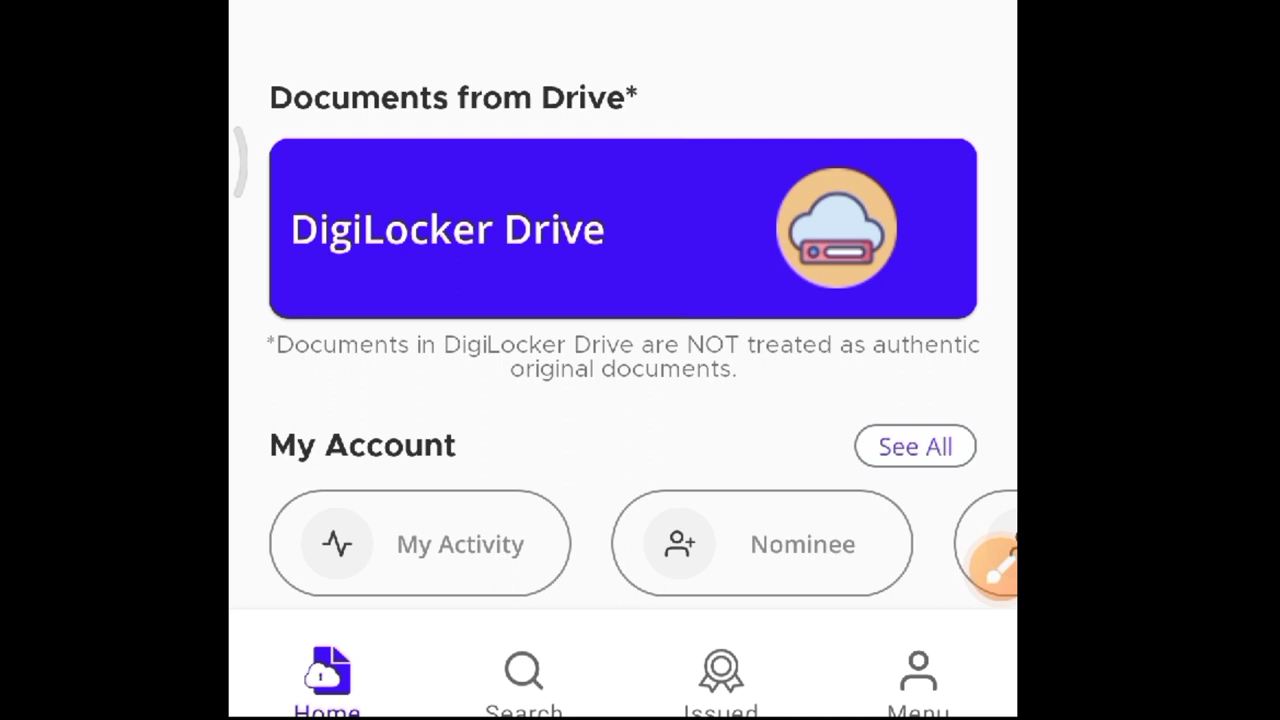 Documents from Drive*
DigiLocker Drive
*Documents in DigiLocker Drive are NOT treated as authentic
original documents.
My Account
See All
My Activity
Nominee
Home
Search
Issued
Menu